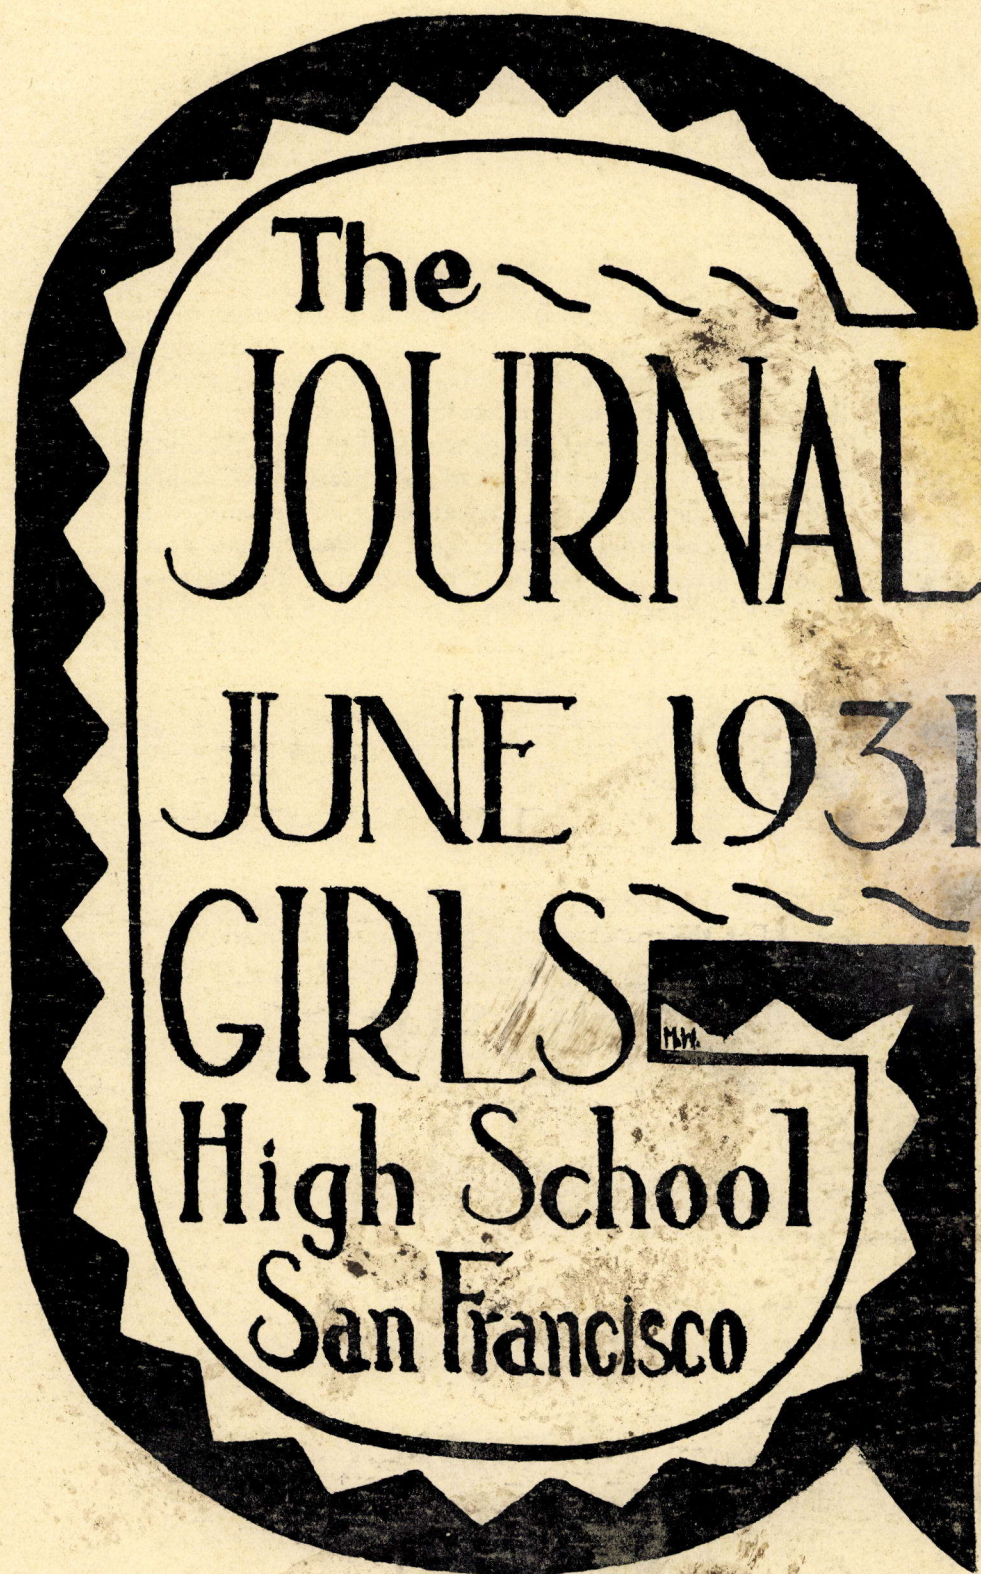 The
JOURNAL
JUNE 1931
GIRLS
M.W.
High School
San Francisco